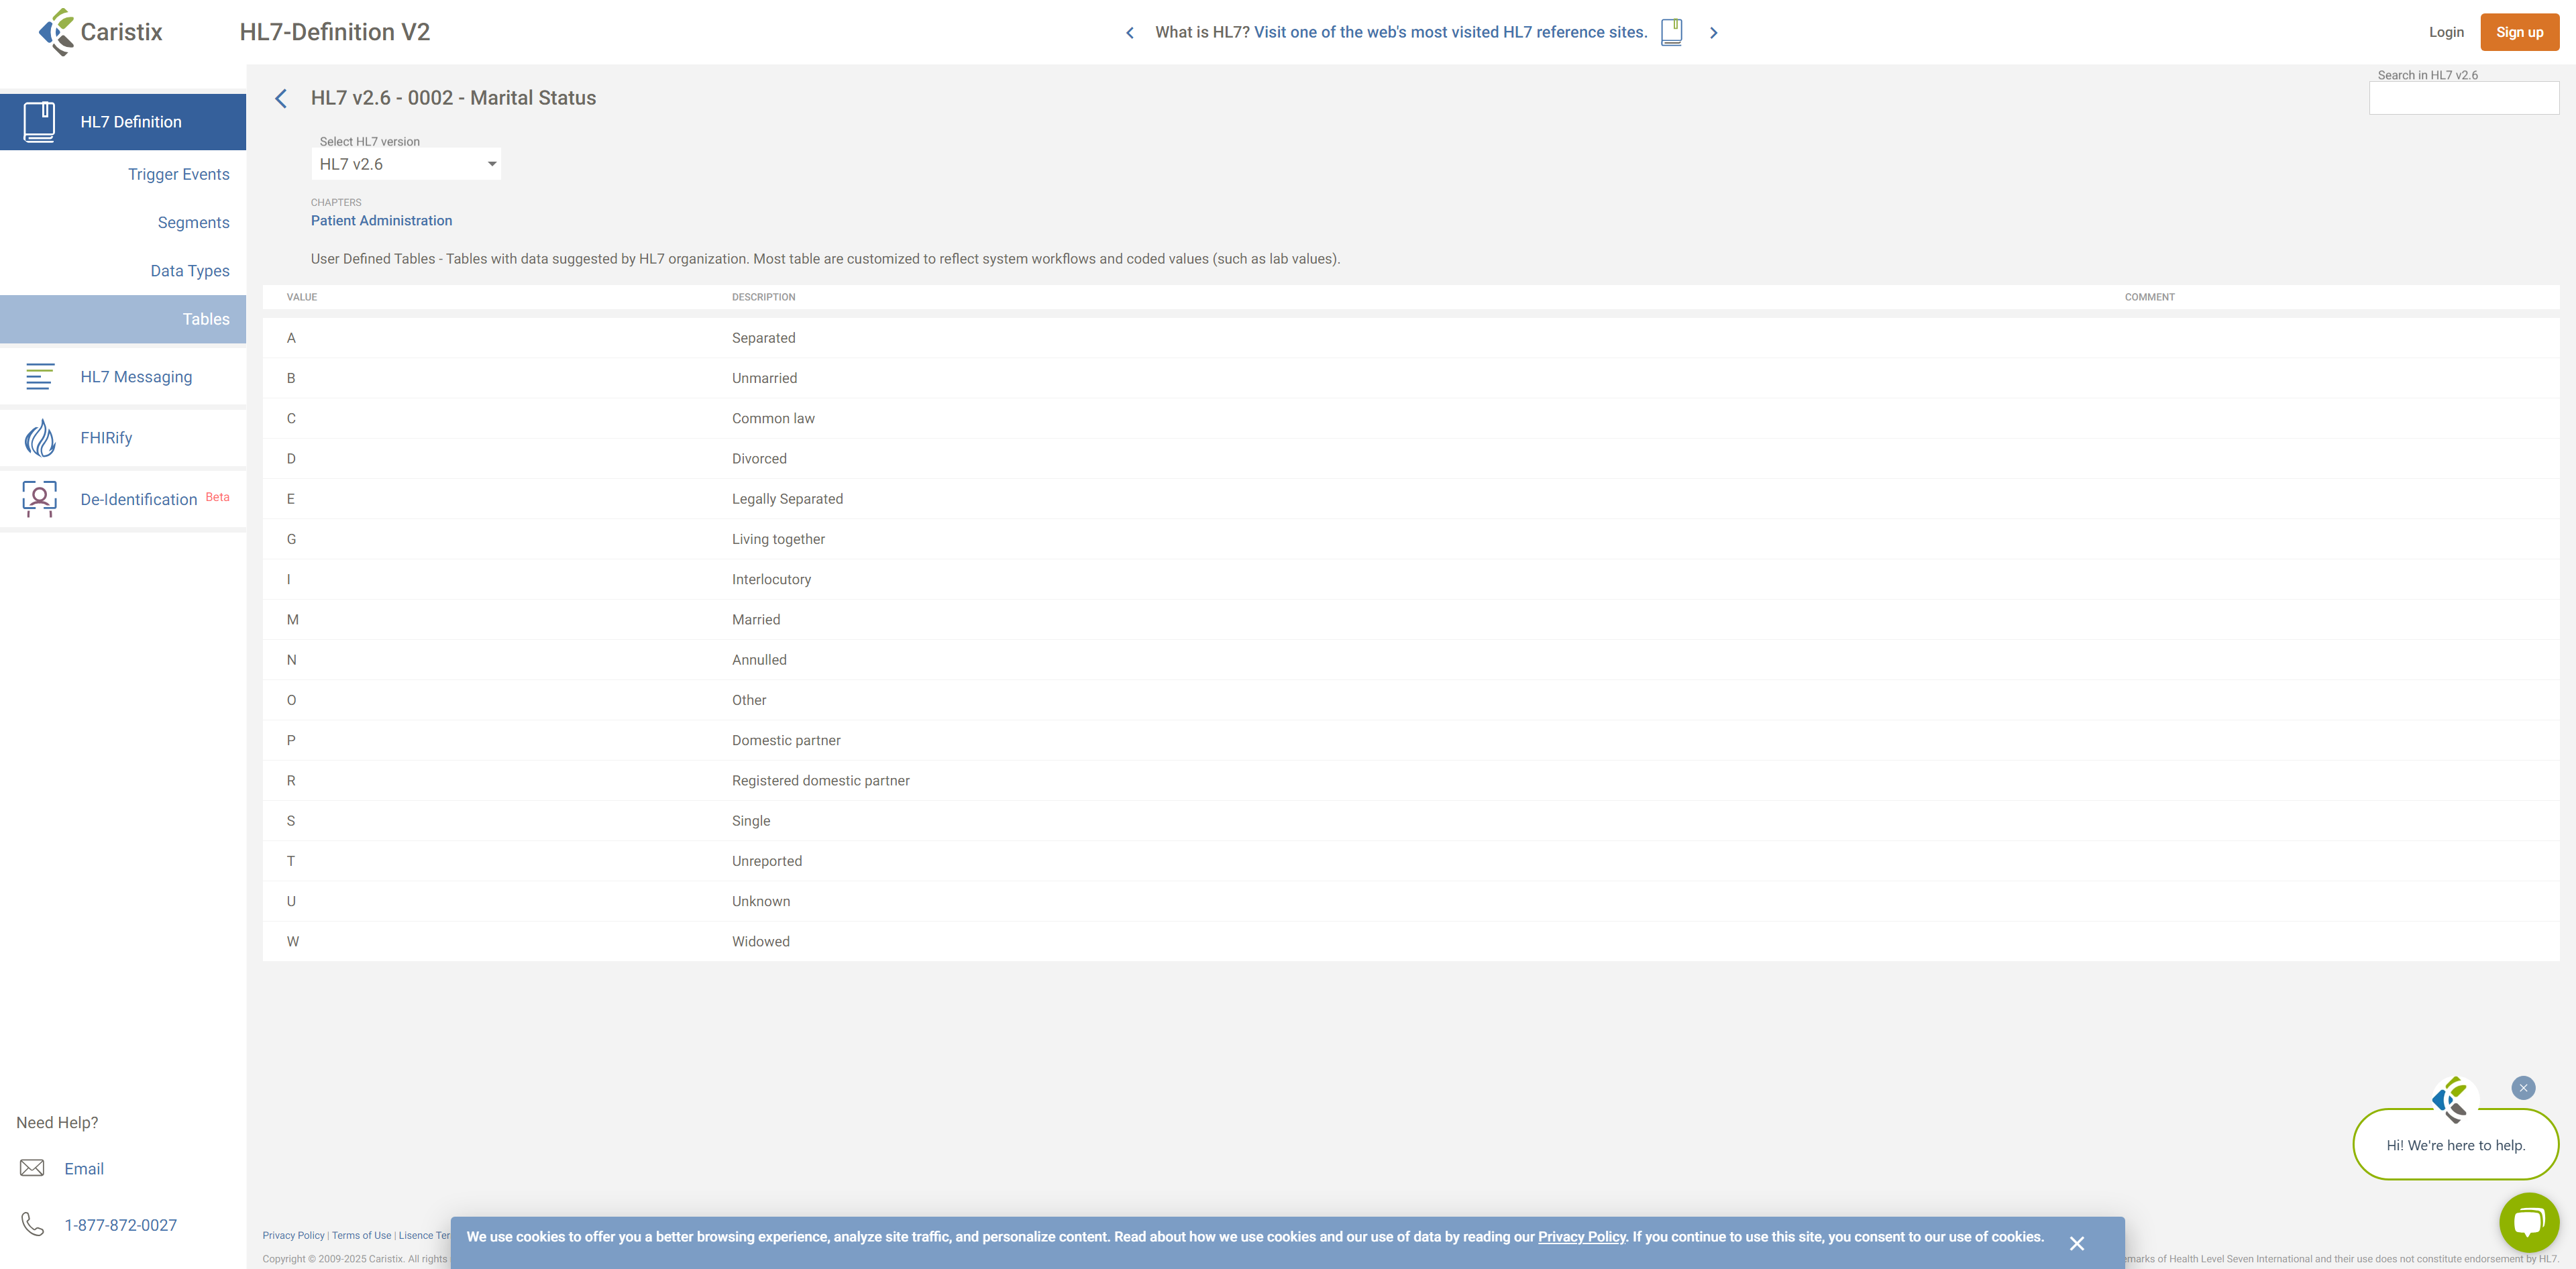 Caristix
HL7-Definition V2
What is HL7? Visit one of the web's most visited HL7 reference sites.
Login
Sign up
HL7 Definition
Trigger Events
Segments
Data Types
Tables
HL7 Messaging
FHIRify
De-Identification Beta
Need Help?
Email
1-877-872-0027
HL7 v2.6 - 0002 - Marital Status
Search in HL7 v2.6
Select HL7 version
HL7 v2.6
CHAPTERS
Patient Administration
User Defined Tables - Tables with data suggested by HL7 organization. Most table are customized to reflect system workflows and coded values (such as lab values).
VALUE DESCRIPTION COMMENT
A Separated
B Unmarried
C Common law
D Divorced
E Legally Separated
G Living together
I Interlocutory
M Married
N Annulled
O Other
P Domestic partner
R Registered domestic partner
S Single
T Unreported
U Unknown
W Widowed
Hi! We're here to help.
Privacy Policy | Terms of Use | Lisence
We use cookies to offer you a better browsing experience, analyze site traffic, and personalize content. Read about how we use cookies and our use of data by reading our Privacy Policy. If you continue to use this site, you consent to our use of cookies.
Copyright © 2009-2025 Caristix. All rights
of Health Level Seven International and their use does not constitute endorsement by HL7.